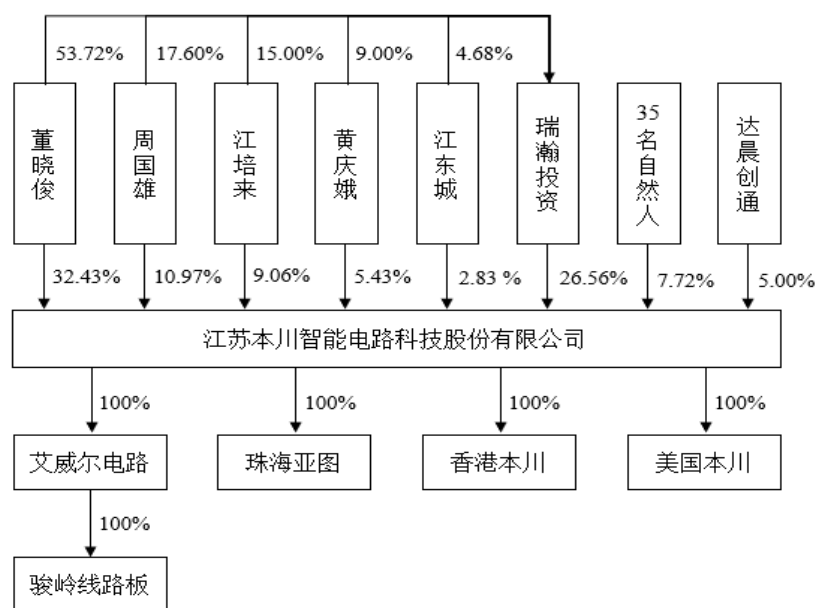 53.72% 17.60% 15.00% 9.00% 4.68%
董晓俊
周国雄
江培来
黄庆娥
江东城
瑞瀚投资
35名自然人
达晨创通
32.43% 10.97% 9.06% 5.43% 2.83 % 26.56% 7.72% 5.00%
江苏本川智能电路科技股份有限公司
100% 100% 100% 100%
艾威尔电路 珠海亚图 香港本川 美国本川
100%
骏岭线路板